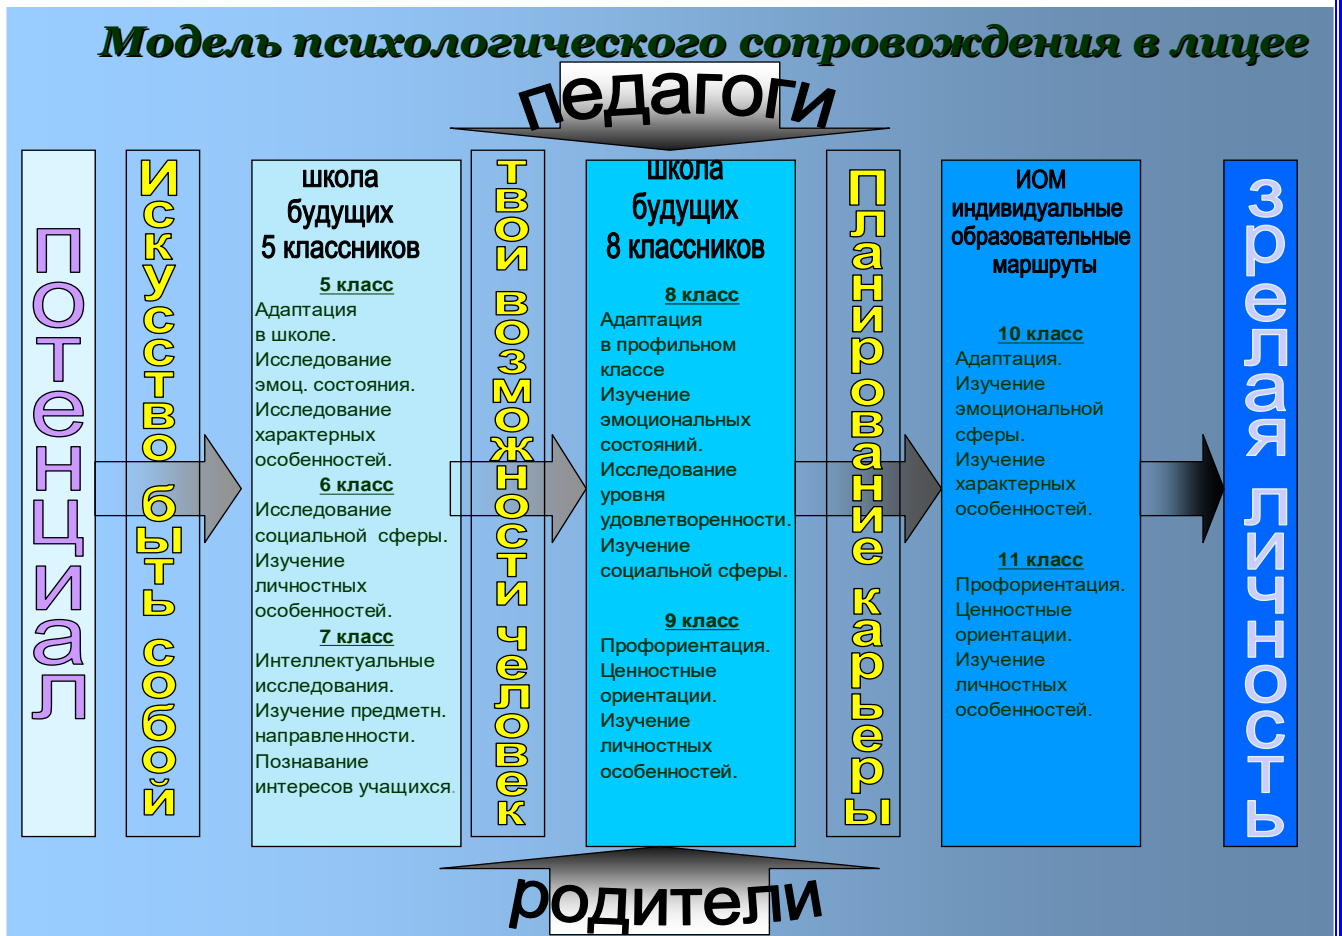 Модель психологического сопровождения в лицее
педагоги
потенциал
Искусство быть собой
школа
будущих
5 классников
5 класс
Адаптация
в школе.
Исследование
эмоц. состояния.
Исследование
характерных
особенностей.
6 класс
Исследование
социальной сферы.
Изучение
личностных
особенностей.
7 класс
Интеллектуальные
исследования.
Изучение предметн.
направленности.
Познавание
интересов учащихся.
твои возможности человек
школа
будущих
8 классников
8 класс
Адаптация
в профильном
классе
Изучение
эмоциональных
состояний.
Исследование
уровня
удовлетворенности.
Изучение
социальной сферы.
9 класс
Профориентация.
Ценностные
ориентации.
Изучение
личностных
особенностей.
Планирование карьеры
ИОМ
индивидуальные
образовательные
маршруты
10 класс
Адаптация.
Изучение
эмоциональной
сферы.
Изучение
характерных
особенностей.
11 класс
Профориентация.
Ценностные
ориентации.
Изучение
личностных
особенностей.
зрелая личность
родители